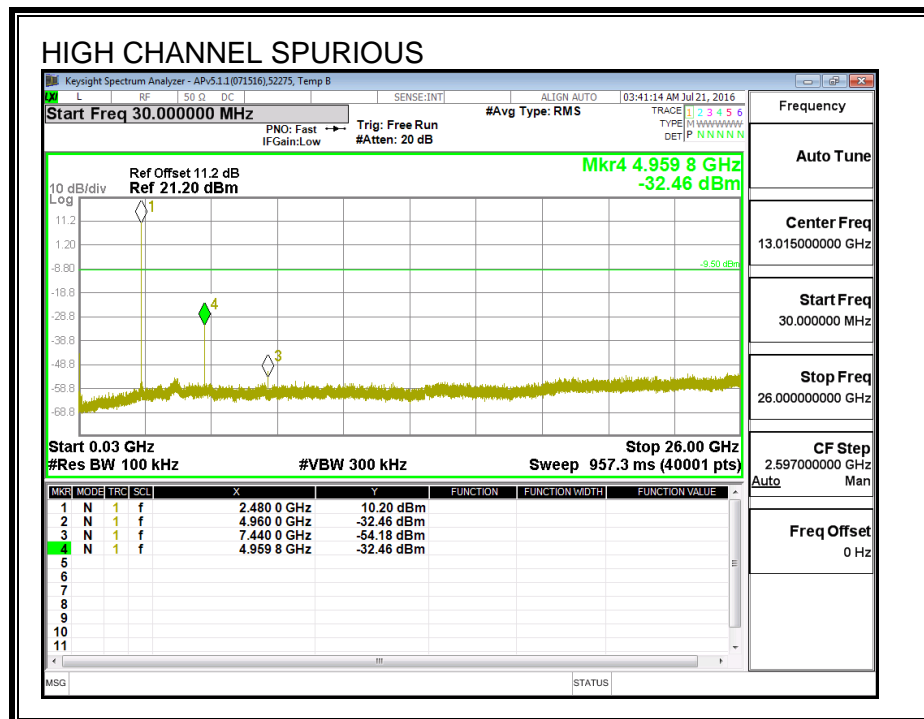 HIGH CHANNEL SPURIOUS
Keysight Spectrum Analyzer - APv5.1.1(071516),52275, Temp B
LXI L RF 50 Ω DC SENSE:INT ALIGN AUTO 03:41:14 AM Jul 21, 2016
Start Freq 30.000000 MHz
PNO: Fast
IFGain:Low
Trig: Free Run
#Atten: 20 dB
#Avg Type: RMS
TRACE 1 2 3 4 5 6
TYPE M WWWWW
DET P N N N N N
Ref Offset 11.2 dB
Ref 21.20 dBm
10 dB/div
Log
Mkr4 4.959 8 GHz
-32.46 dBm
11.2
1.20
-8.80
-18.8
-28.8
-38.8
-48.8
-58.8
-68.8
1
4
3
-9.50 dBm
Start 0.03 GHz
Stop 26.00 GHz
#Res BW 100 kHz
#VBW 300 kHz
Sweep 957.3 ms (40001 pts)
MKR MODE TRC SCL X Y FUNCTION FUNCTION WIDTH FUNCTION VALUE
1 N 1 f 2.480 0 GHz 10.20 dBm
2 N 1 f 4.960 0 GHz -32.46 dBm
3 N 1 f 7.440 0 GHz -54.18 dBm
4 N 1 f 4.959 8 GHz -32.46 dBm
5
6
7
8
9
10
11
MSG
STATUS
Frequency
Auto Tune
Center Freq
13.015000000 GHz
Start Freq
30.000000 MHz
Stop Freq
26.000000000 GHz
CF Step
2.597000000 GHz
Auto Man
Freq Offset
0 Hz